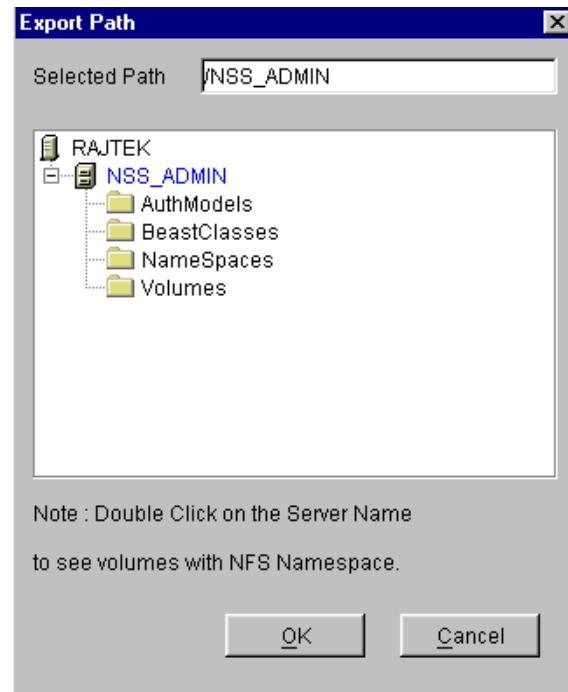 Export Path
Selected Path /NSS_ADMIN
RAJTEK
NSS_ADMIN
AuthModels
BeastClasses
NameSpaces
Volumes
Note : Double Click on the Server Name
to see volumes with NFS Namespace.
OK Cancel